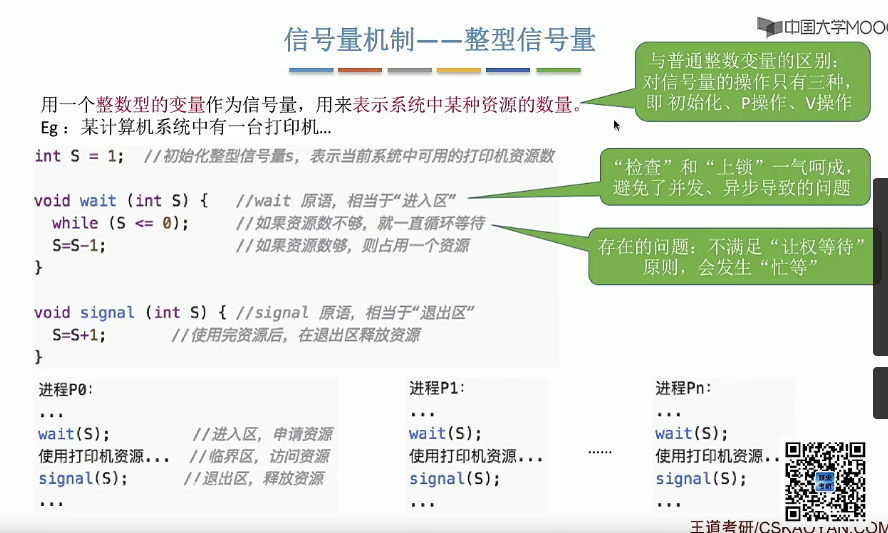 中国大学MOO
信号量机制——整型信号量
与普通整数变量的区别：
对信号量的操作只有三种，
即 初始化、P操作、V操作
用一个整数型的变量作为信号量，用来表示系统中某种资源的数量。
Eg：某计算机系统中有一台打印机...
int S = 1;  //初始化整型信号量s，表示当前系统中可用的打印机资源数
“检查”和“上锁”一气呵成，
避免了并发、异步导致的问题
void wait (int S) {   //wait 原语，相当于“进入区”
while (S <= 0);   //如果资源数不够，就一直循环等待
S=S-1;   //如果资源数够，则占用一个资源
}
存在的问题：不满足“让权等待”
原则，会发生“忙等”
void signal (int S) { //signal 原语，相当于“退出区”
S=S+1;   //使用完资源后，在退出区释放资源
}
进程P0：
...
wait(S);   //进入区，申请资源
使用打印机资源...  //临界区，访问资源
signal(S);   //退出区，释放资源
...
进程P1：
...
wait(S);
使用打印机资源...
signal(S);
...
......
进程Pn：
...
wait(S);
使用打印机资源..
signal(S);
...
王道考研/CSKAOYAN.COM